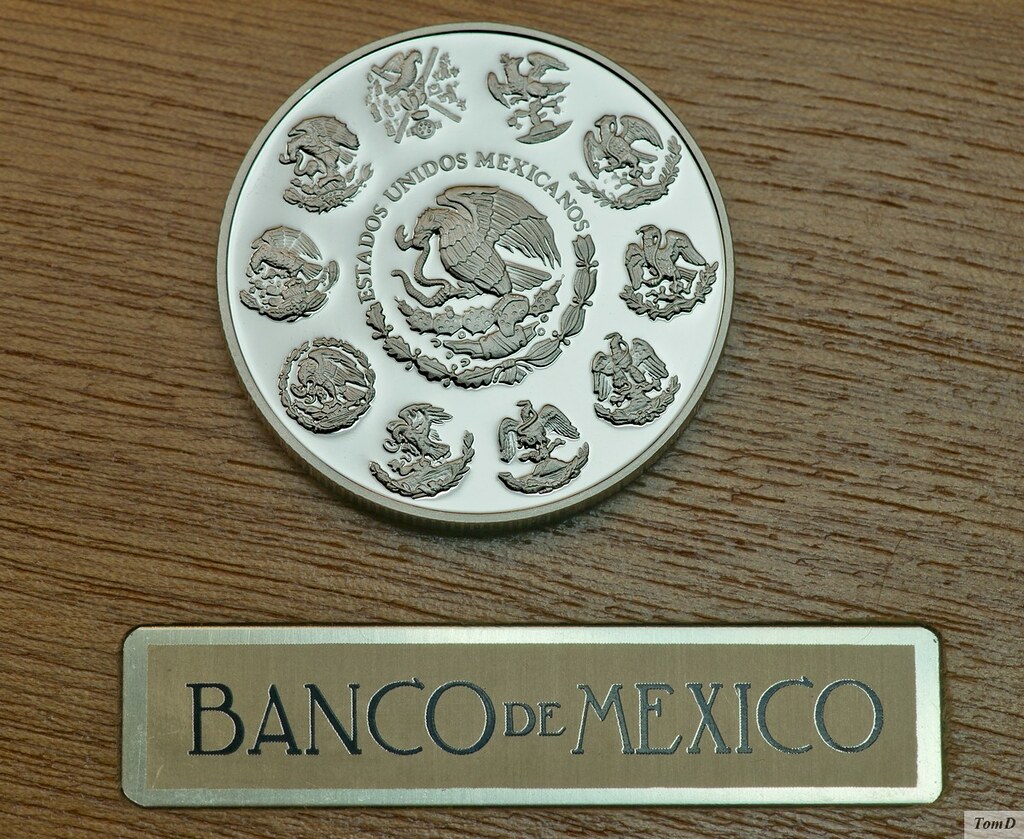 ESTADOS UNIDOS MEXICANOS
BANCO DE MEXICO
TomD